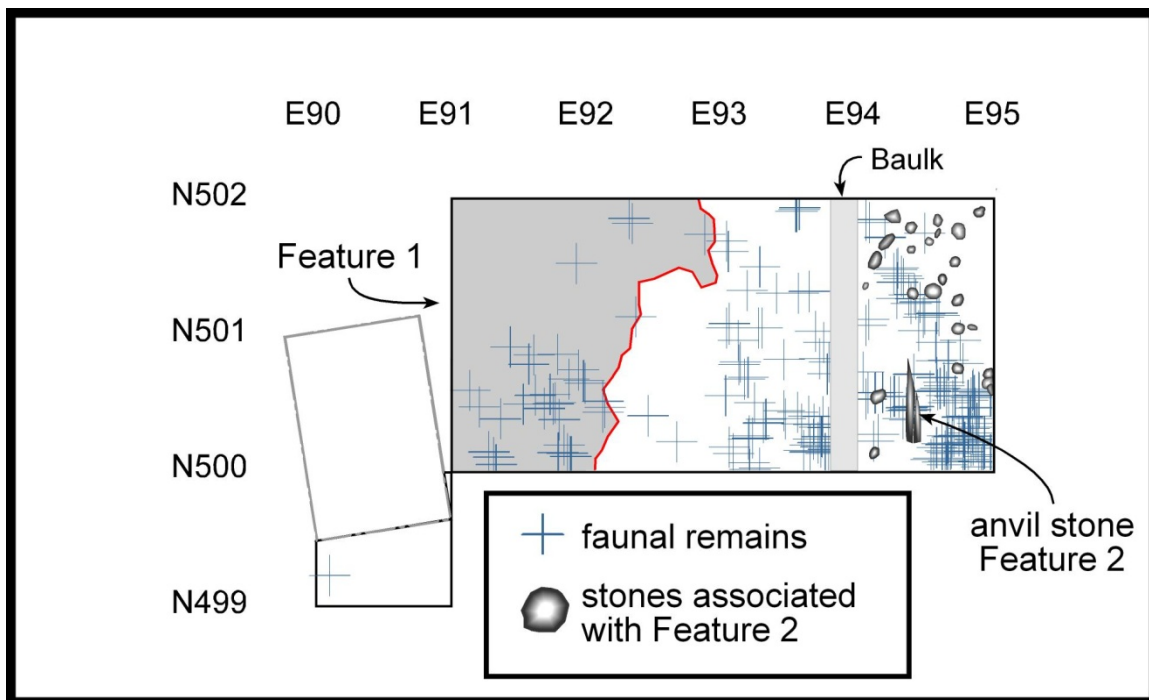 E90 E91 E92 E93 E94 E95
Baulk
N502
Feature 1
N501
N500
N499
faunal remains
stones associated
with Feature 2
anvil stone
Feature 2